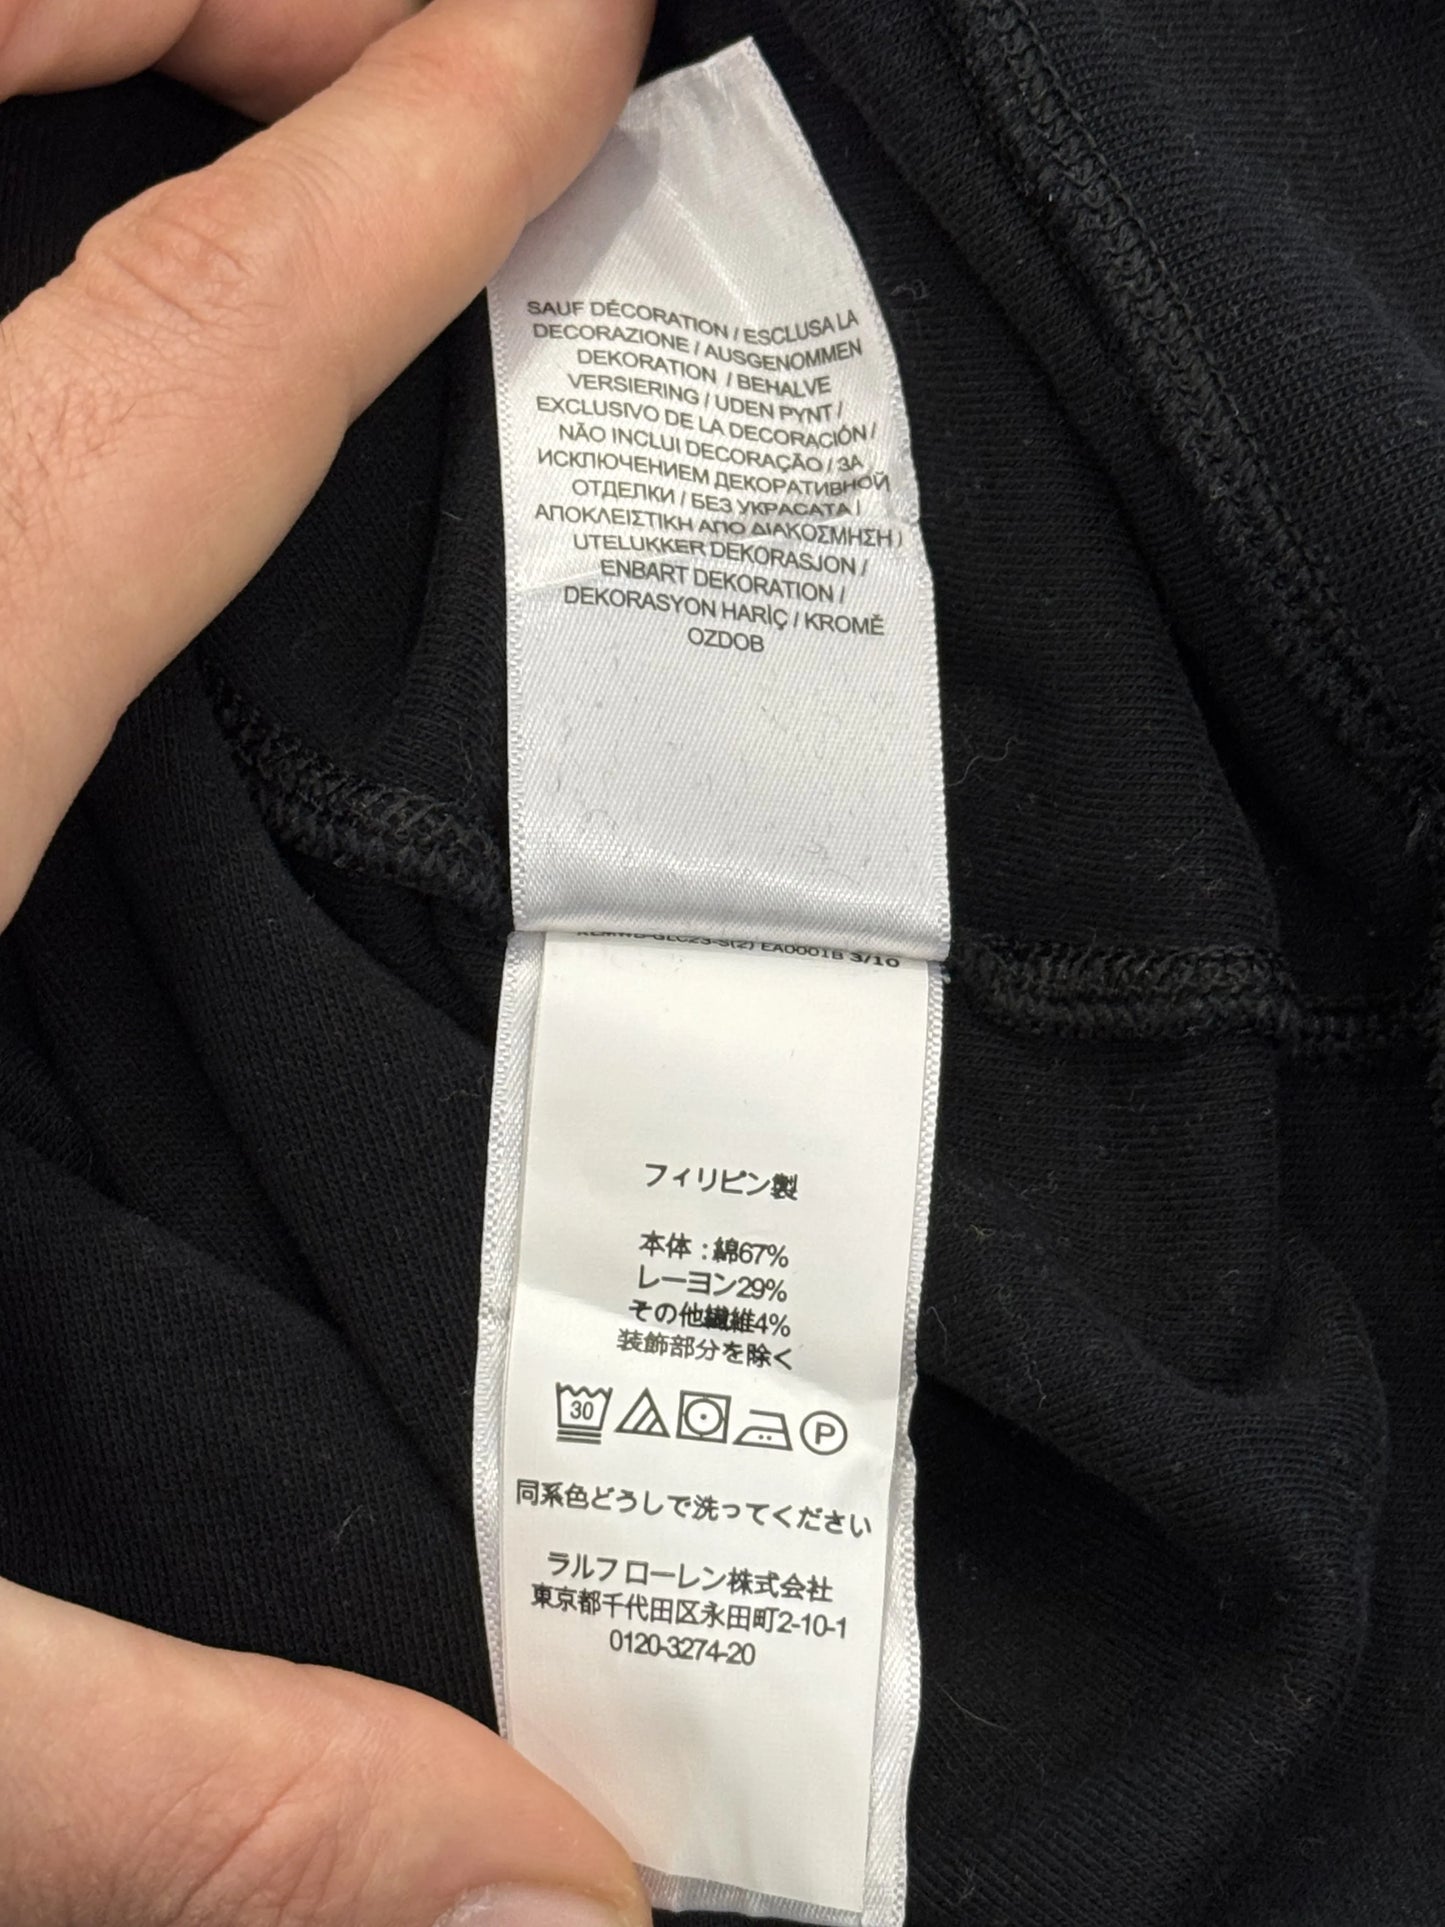 SAUF DÉCORATION / ESCLUSA LA
DECORAZIONE / AUSGENOMMEN
DEKORATION / BEHALVE
VERSIERING / UDEN PYNT /
EXCLUSIVO DE LA DECORACIÓN /
NÃO INCLUI DECORAÇÃO / ЗА
ИСКЛЮЧЕНИЕМ ДЕКОРАТИВНОЙ
ОТДЕЛКИ / БЕЗ УКРАСАТА /
ΑΠΟΚΛΕΙΣΤΙΚΗ ΑΠΟ ΔΙΑΚΟΣΜΗΣΗ /
UTELUKKER DEKORASJON /
ENBART DEKORATION /
DEKORASYON HARİÇ / KROMĚ
OZDOB
EA0001B 3/10
フィリピン製
本体 : 綿67%
レーヨン29%
その他繊維4%
装飾部分を除く
30 P
同系色どうしで洗ってください
ラルフ ローレン株式会社
東京都千代田区永田町2-10-1
0120-3274-20